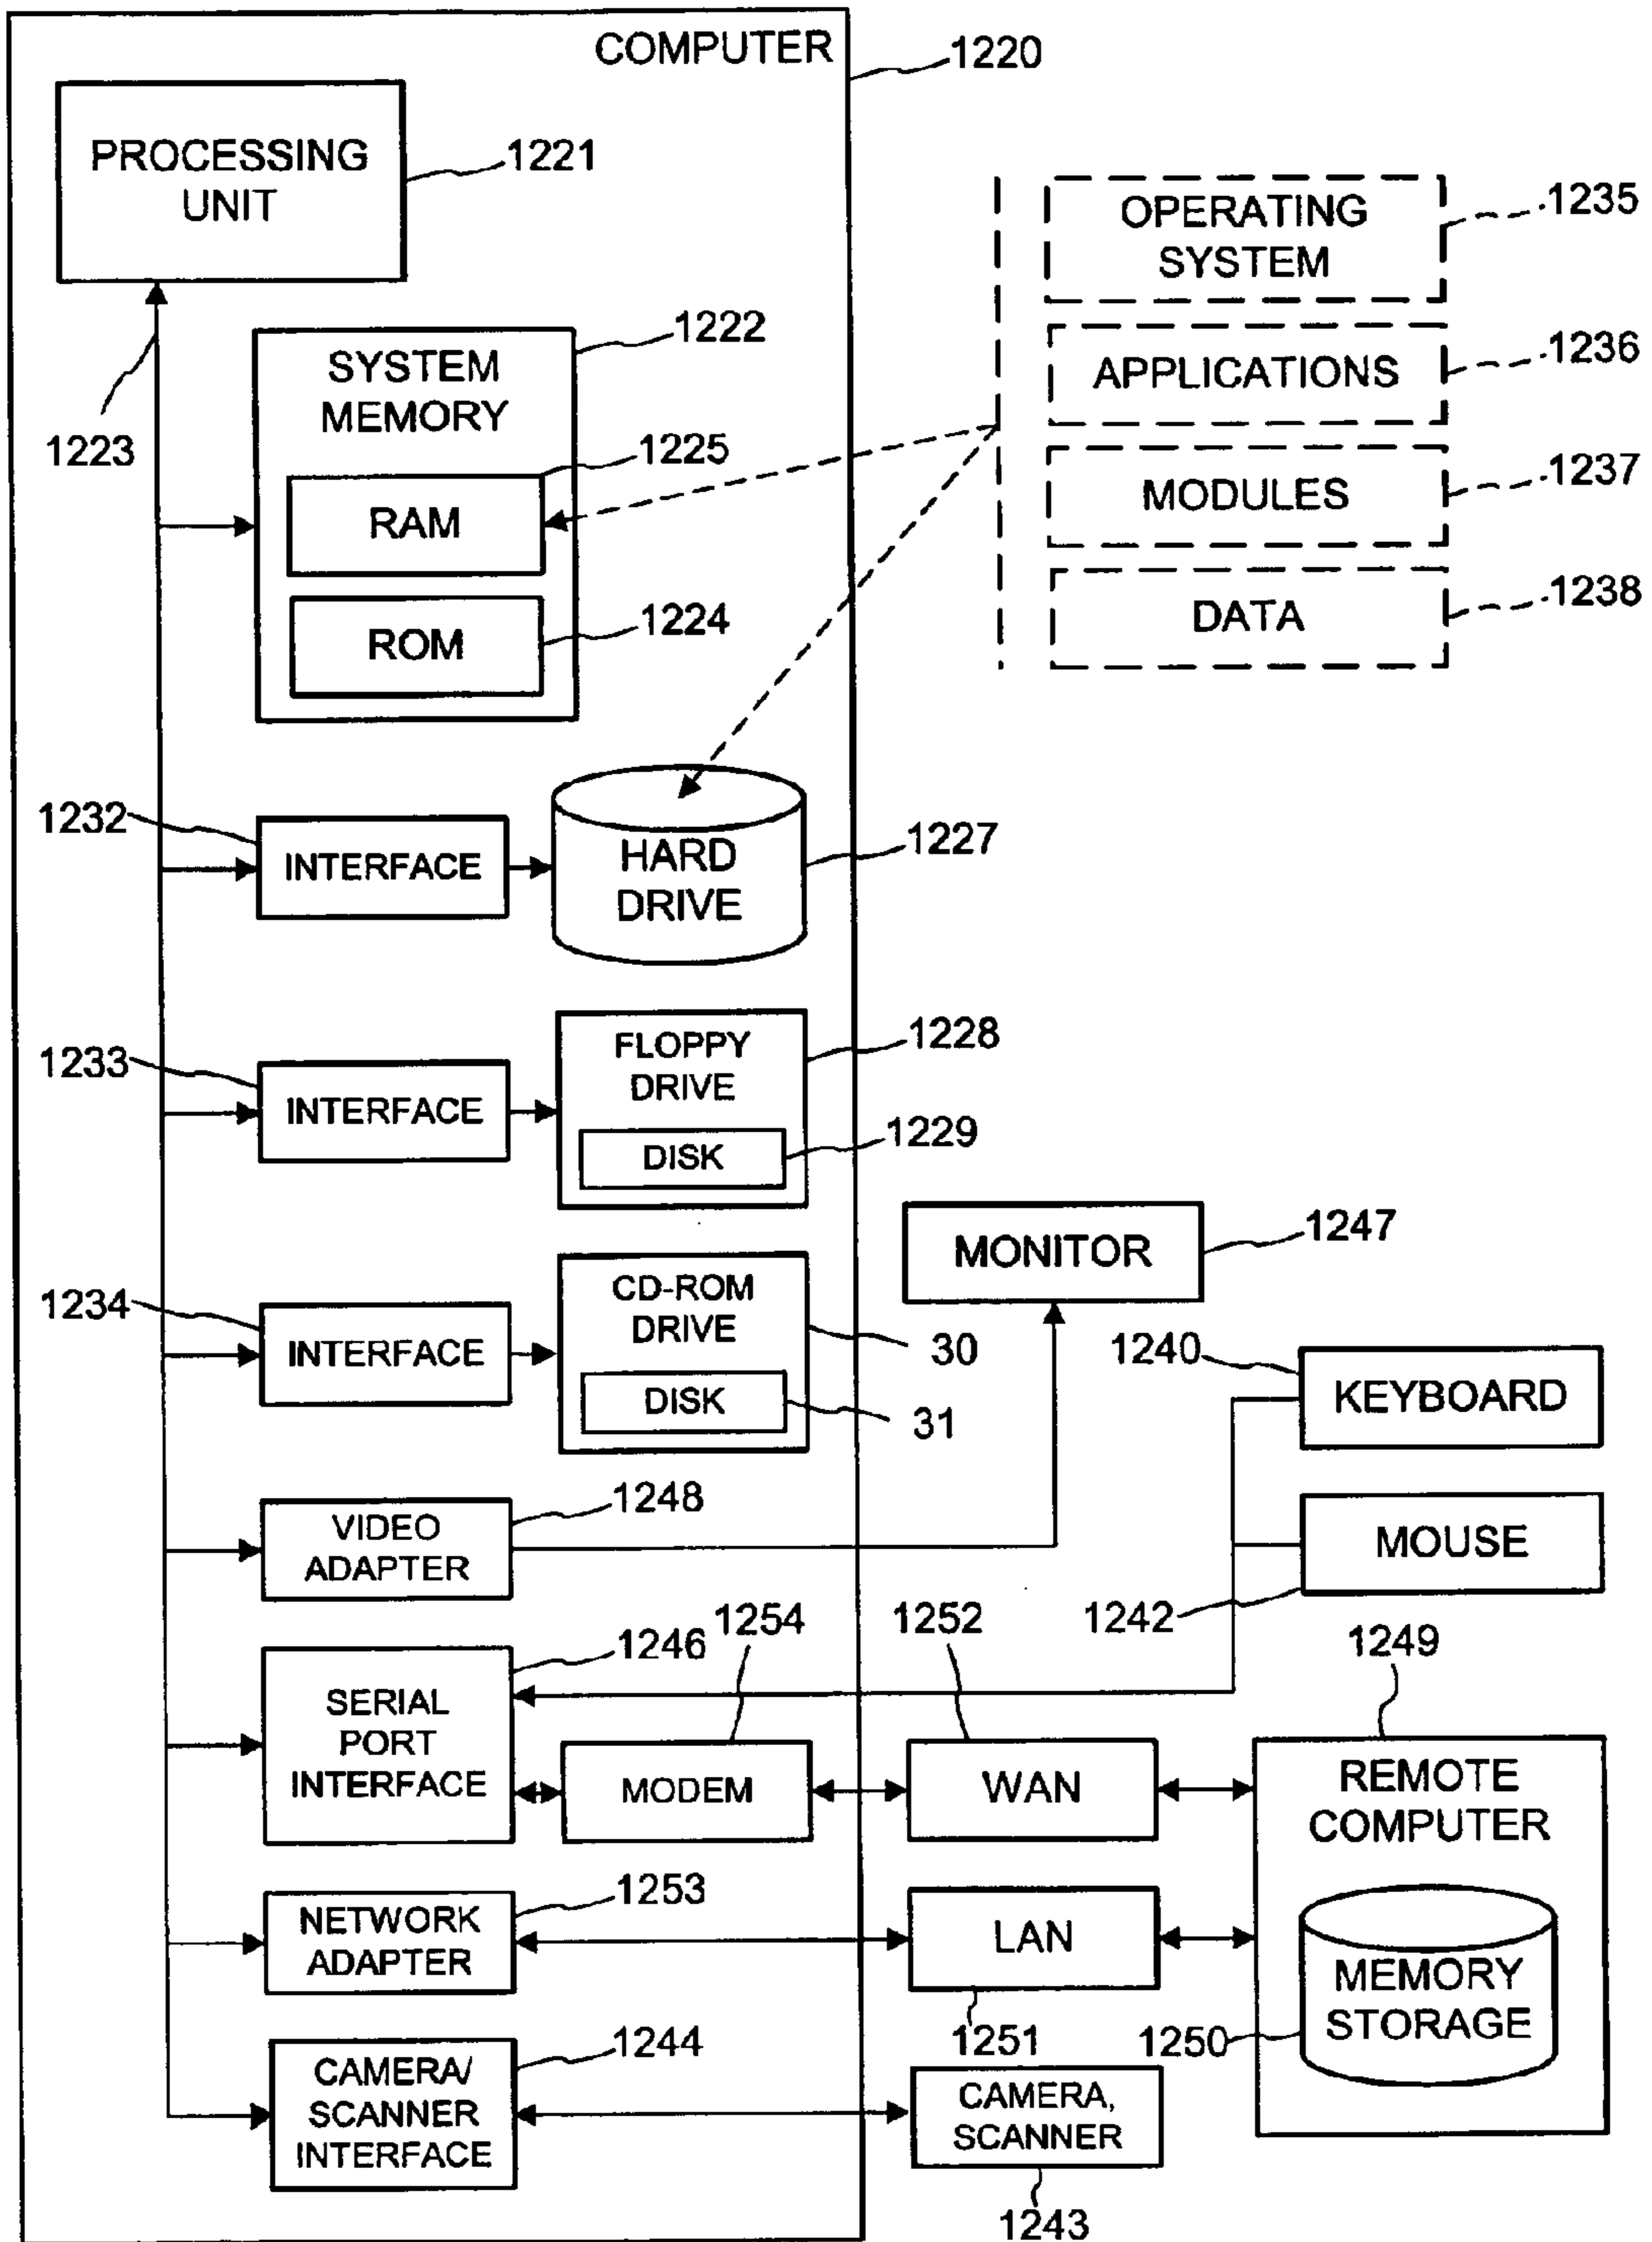 COMPUTER
1220
PROCESSING
UNIT
1221
OPERATING
SYSTEM
1235
1222
SYSTEM
MEMORY
APPLICATIONS
1236
1223
1225
RAM
MODULES
1237
1224
ROM
DATA
1238
1232
INTERFACE
HARD
DRIVE
1227
1233
INTERFACE
FLOPPY
DRIVE
1228
DISK
1229
MONITOR
1247
1234
INTERFACE
CD-ROM
DRIVE
30
DISK
31
1240
KEYBOARD
1248
VIDEO
ADAPTER
MOUSE
1242
1246
SERIAL
PORT
INTERFACE
1254
MODEM
1252
WAN
1249
REMOTE
COMPUTER
1253
NETWORK
ADAPTER
LAN
1251
MEMORY
STORAGE
1250
1244
CAMERA/
SCANNER
INTERFACE
CAMERA,
SCANNER
1243